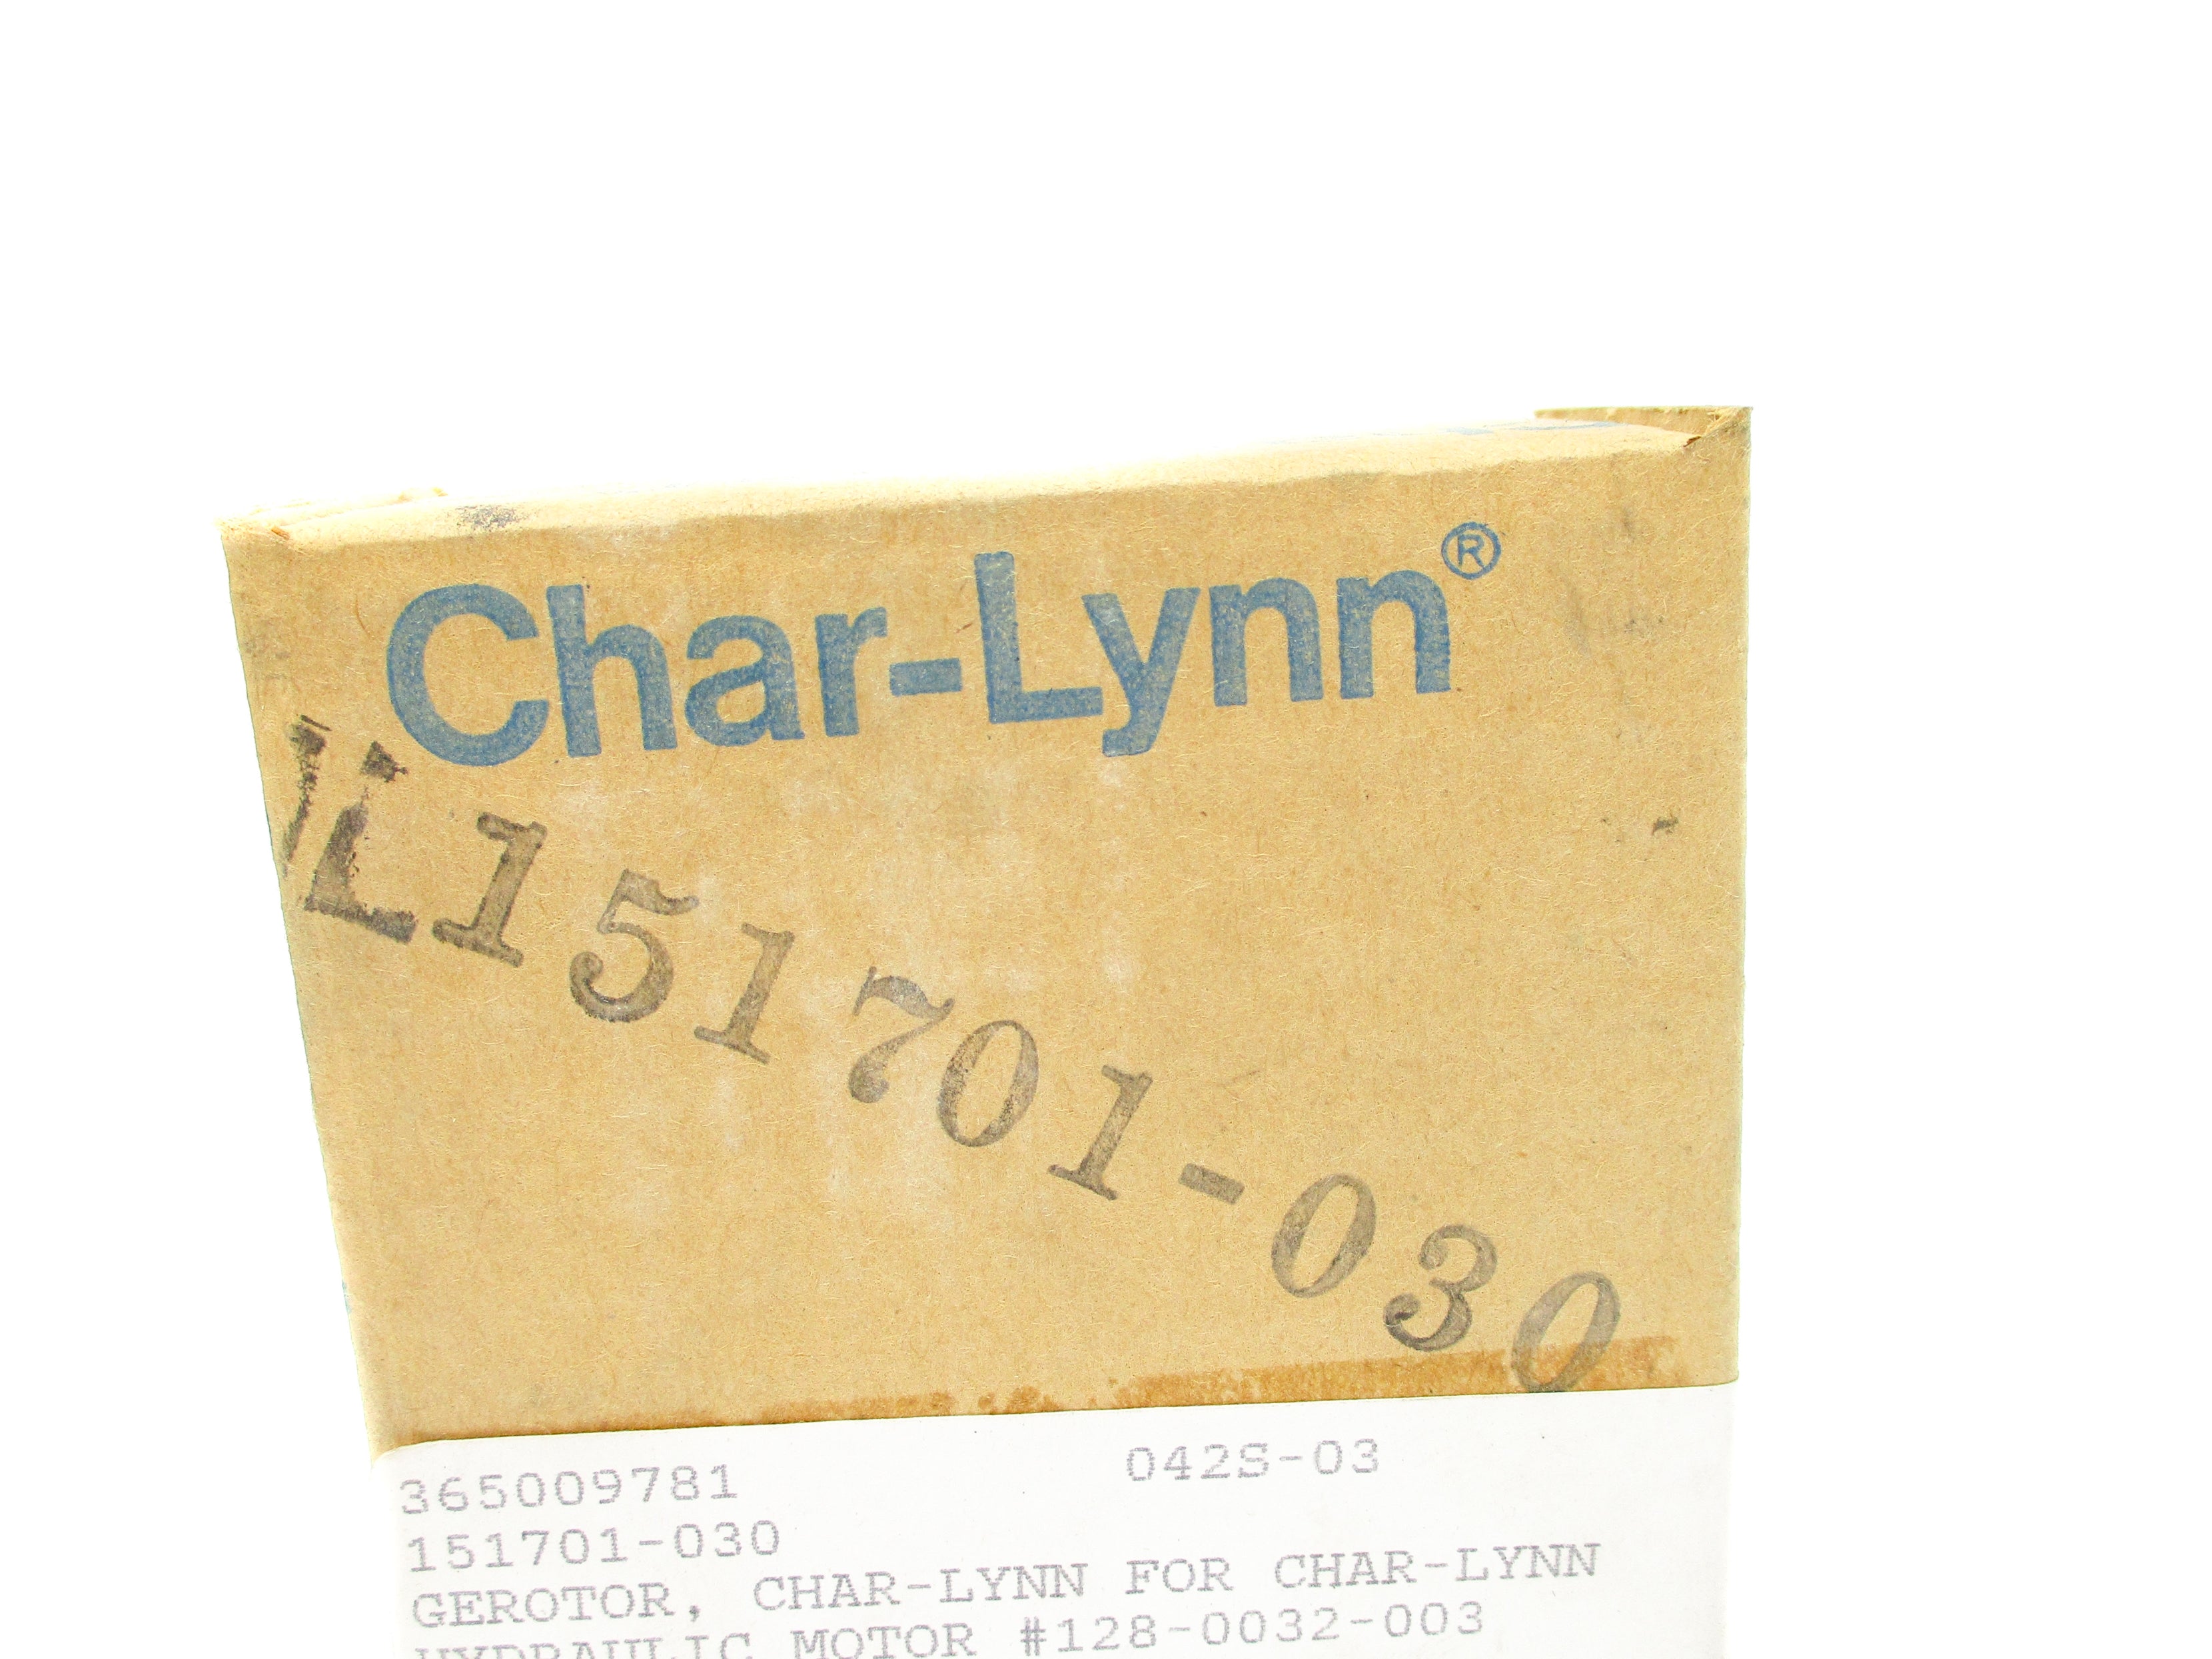 Char-Lynn®
151701-030
365009781 042S-03
151701-030
GEROTOR, CHAR-LYNN FOR CHAR-LYNN
HYDRAULIC MOTOR #128-0032-003